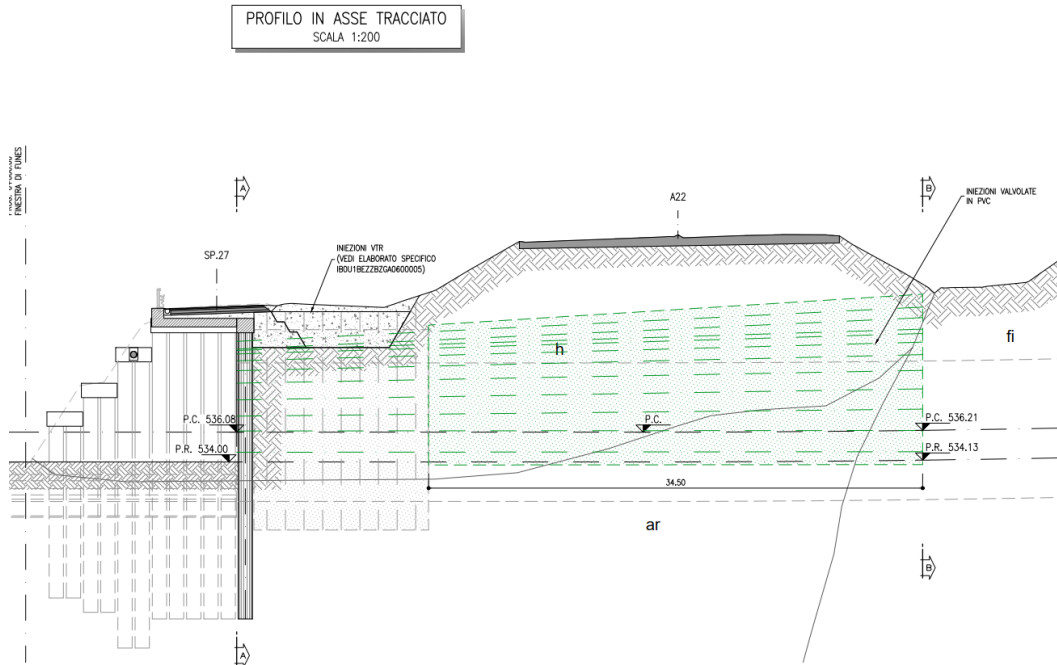 PROFILO IN ASSE TRACCIATO
SCALA 1:200
FINESTRA DI FUNES
A
B
A22
INIEZIONI VALVOLATE
IN PVC
SP.27
INIEZIONI VTR
(VEDI ELABORATO SPECIFICO
IBOU1BEZZBZGA0600005)
h
fi
P.C. 536.08
P.C.
P.C. 536.21
P.R. 534.00
P.R. 534.13
34.50
ar
B
A